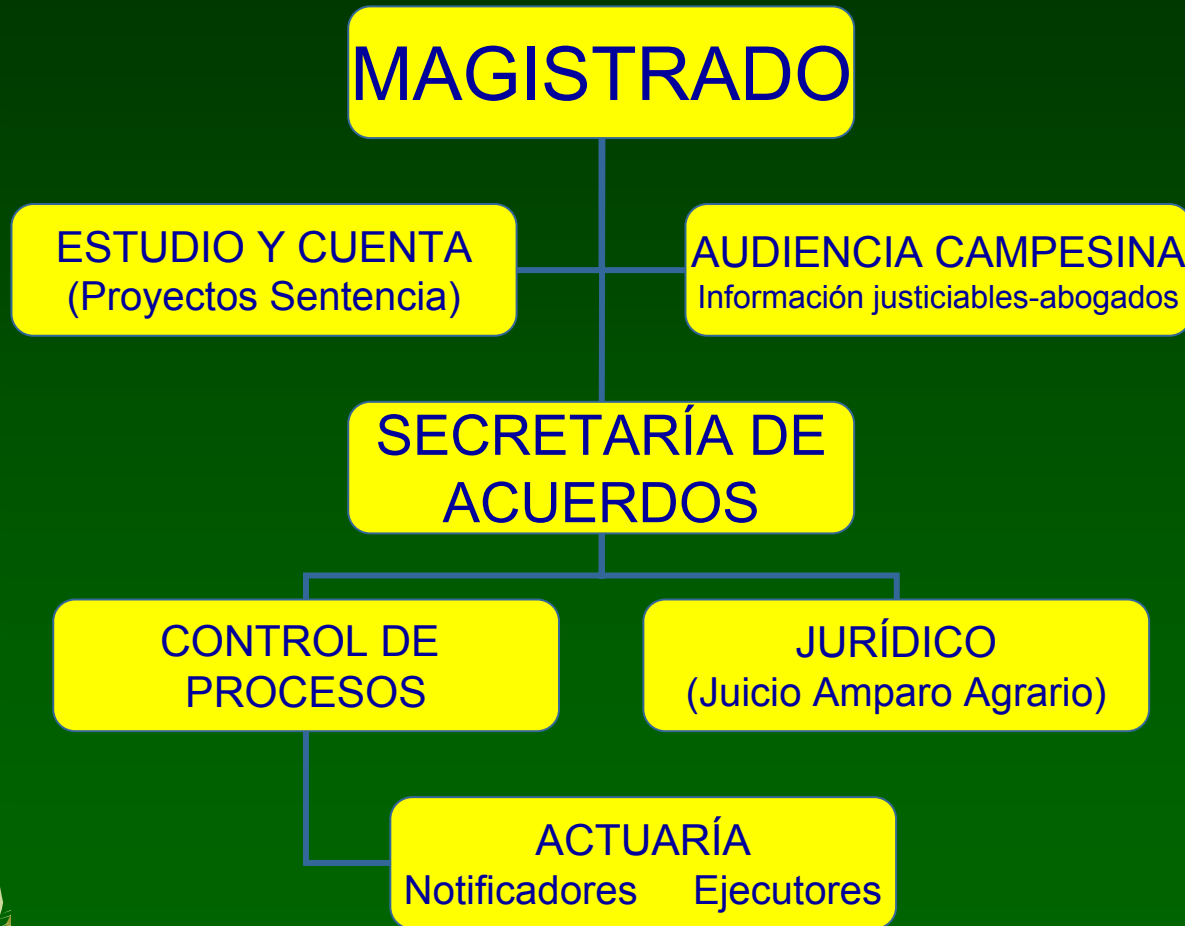 MAGISTRADO
ESTUDIO Y CUENTA
(Proyectos Sentencia)
AUDIENCIA CAMPESINA
Información justiciables-abogados
SECRETARÍA DE
ACUERDOS
CONTROL DE
PROCESOS
JURÍDICO
(Juicio Amparo Agrario)
ACTUARÍA
Notificadores Ejecutores